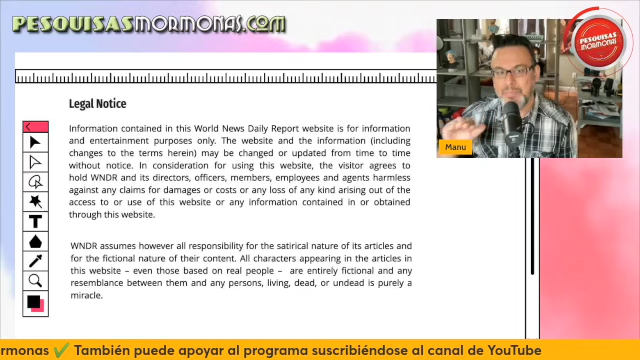 PESQUISASMORMONAS.COM
PESQUISAS
MORMONAS
Legal Notice
Information contained in this World News Daily Report website is for information
and entertainment purposes only. The website and the information (including
changes to the terms herein) may be changed or updated from time to time
without notice. In consideration for using this website, the visitor agrees to
hold WNDR and its directors, officers, members, employees and agents harmless
against any claims for damages or costs or any loss of any kind arising out of the
access to or use of this website or any information contained in or obtained
through this website.
Manu
WNDR assumes however all responsibility for the satirical nature of its articles and
for the fictional nature of their content. All characters appearing in the articles in
this website – even those based on real people – are entirely fictional and any
resemblance between them and any persons, living, dead, or undead is purely a
miracle.
T
rmonas ✔ También puede apoyar al programa suscribiéndose al canal de YouTube